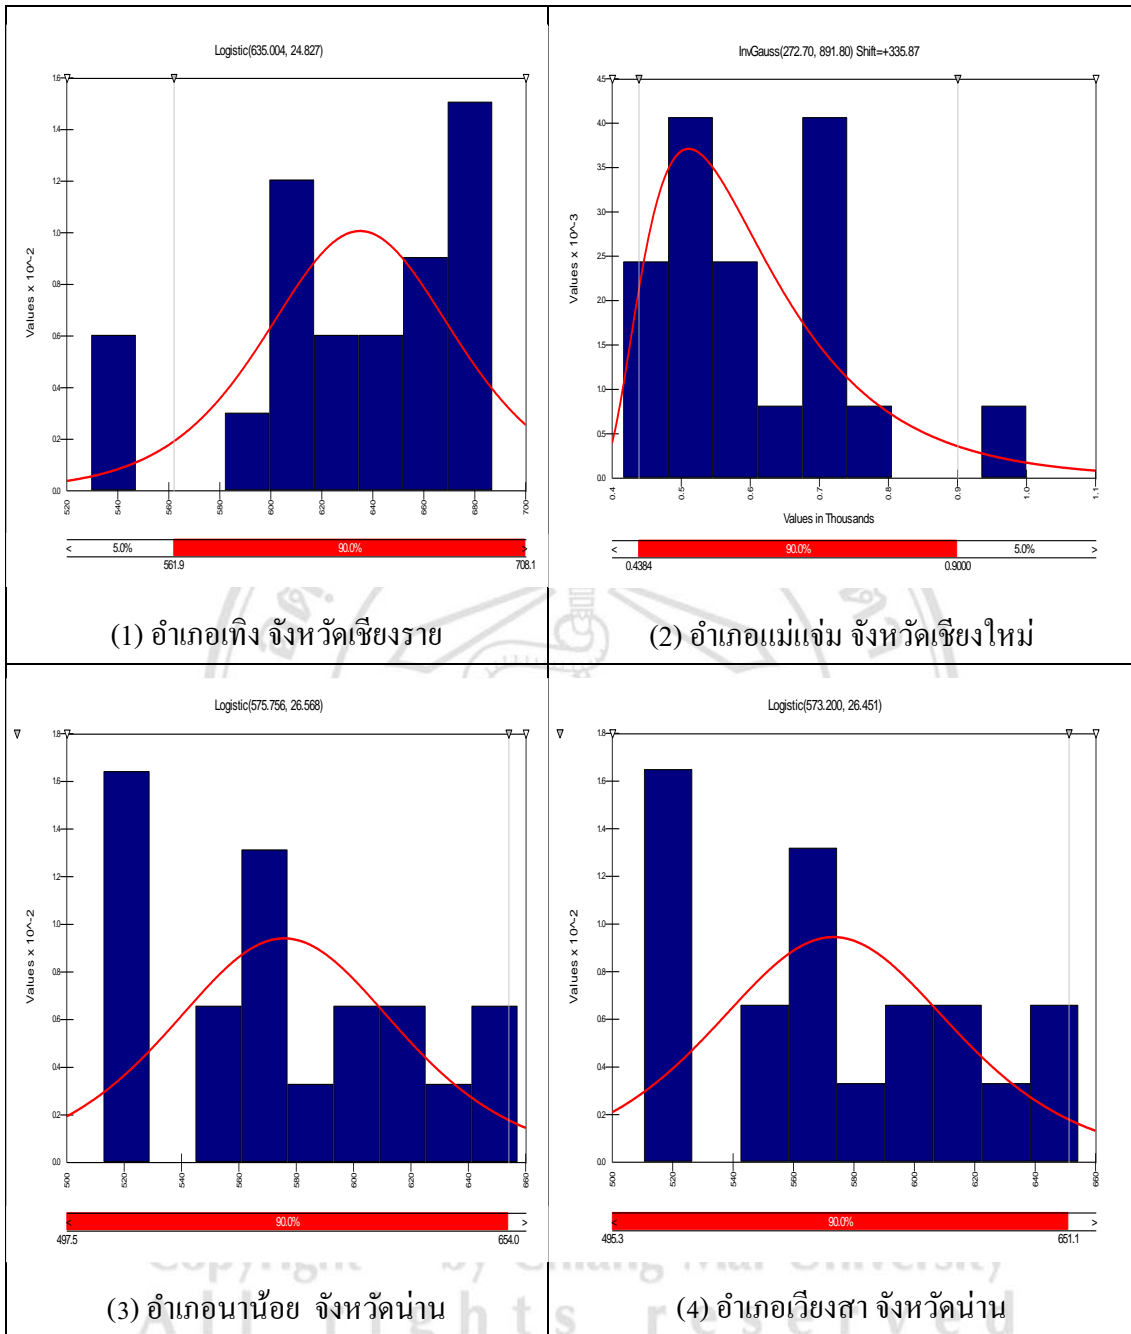 Logistic(635.004, 24.827)
1.6
1.4
1.2
1.0
0.8
0.6
0.4
0.2
0.0
Values x 10^-2
520 540 560 580 600 620 640 660 680 700
< 5.0% 90.0% >
561.9 708.1
(1) อำเภอเทิง จังหวัดเชียงราย
InvGauss(272.70, 891.80) Shift=+335.87
4.5
4.0
3.5
3.0
2.5
2.0
1.5
1.0
0.5
0.0
Values x 10^-3
0.4 0.5 0.6 0.7 0.8 0.9 1.0 1.1
Values in Thousands
< 90.0% 5.0% >
0.4384 0.9000
(2) อำเภอแม่แจ่ม จังหวัดเชียงใหม่
Logistic(575.756, 26.568)
1.8
1.6
1.4
1.2
1.0
0.8
0.6
0.4
0.2
0.0
Values x 10^-2
500 520 540 560 580 600 620 640 660
< 90.0% >
497.5 654.0
(3) อำเภอนาน้อย จังหวัดน่าน
Logistic(573.200, 26.451)
1.8
1.6
1.4
1.2
1.0
0.8
0.6
0.4
0.2
0.0
Values x 10^-2
500 520 540 560 580 600 620 640 660
< 90.0% >
495.3 651.1
(4) อำเภอเวียงสา จังหวัดน่าน
Copyright by Chiang Mai University
All rights reserved